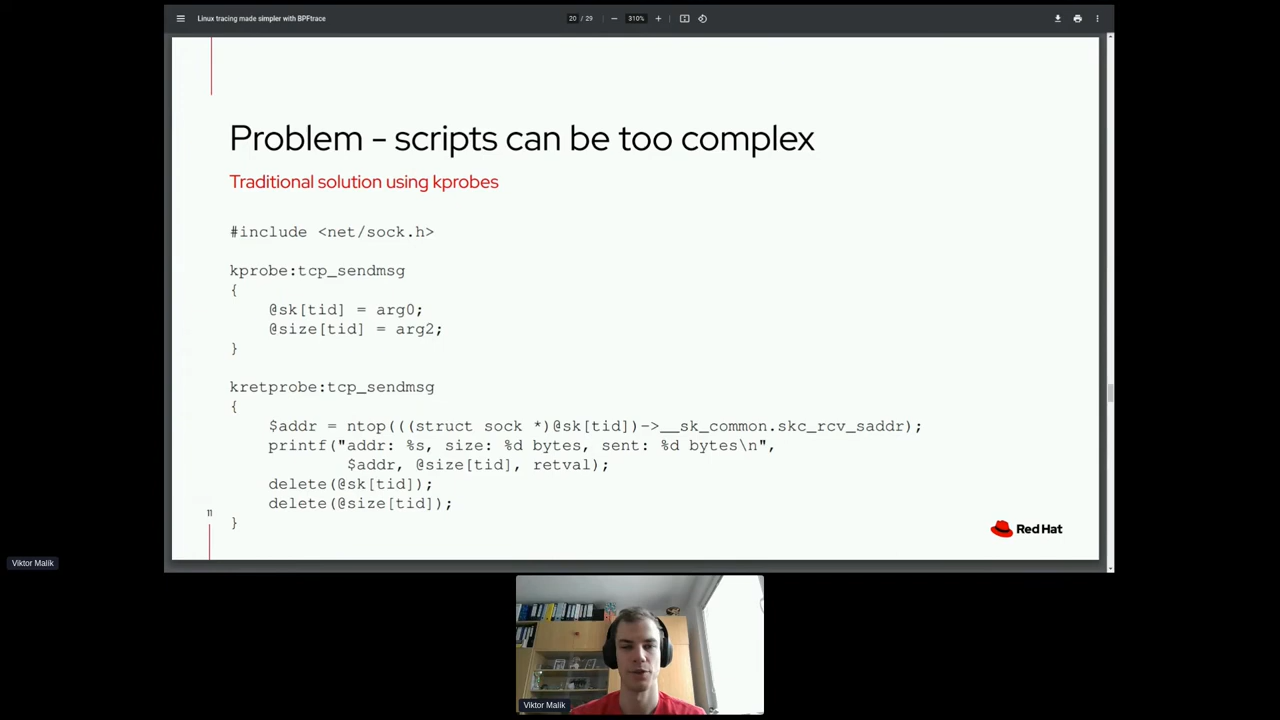 Linux tracing made simpler with BPFtrace
20 / 29
310%
Problem - scripts can be too complex
Traditional solution using kprobes
#include <net/sock.h>
kprobe:tcp_sendmsg
{
    @sk[tid] = arg0;
    @size[tid] = arg2;
}
kretprobe:tcp_sendmsg
{
    $addr = ntop(((struct sock *)@sk[tid])->__sk_common.skc_rcv_saddr);
    printf("addr: %s, size: %d bytes, sent: %d bytes\n",
            $addr, @size[tid], retval);
    delete(@sk[tid]);
    delete(@size[tid]);
11
}
Red Hat
Viktor Malik
Viktor Malik